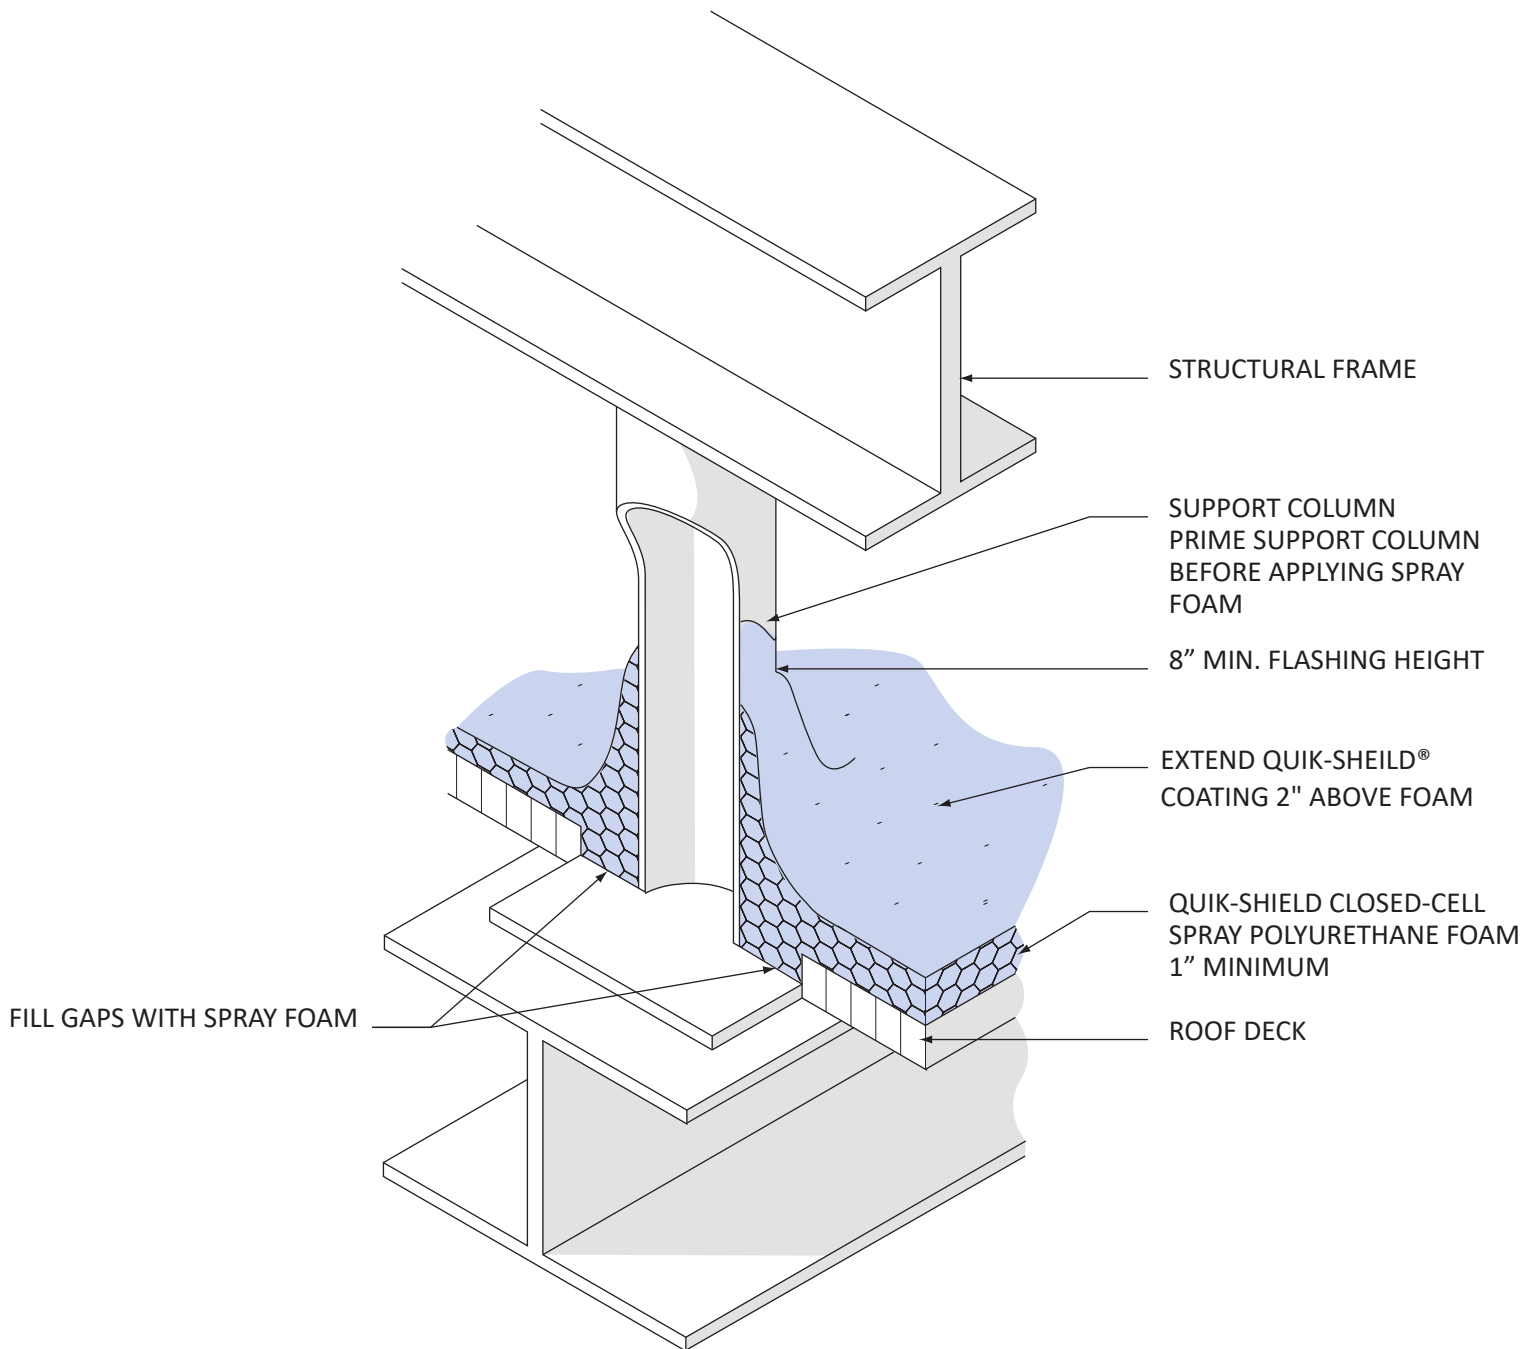 STRUCTURAL FRAME
SUPPORT COLUMN
PRIME SUPPORT COLUMN
BEFORE APPLYING SPRAY
FOAM
8” MIN. FLASHING HEIGHT
EXTEND QUIK-SHEILD®
COATING 2" ABOVE FOAM
QUIK-SHIELD CLOSED-CELL
SPRAY POLYURETHANE FOAM
1” MINIMUM
FILL GAPS WITH SPRAY FOAM
ROOF DECK